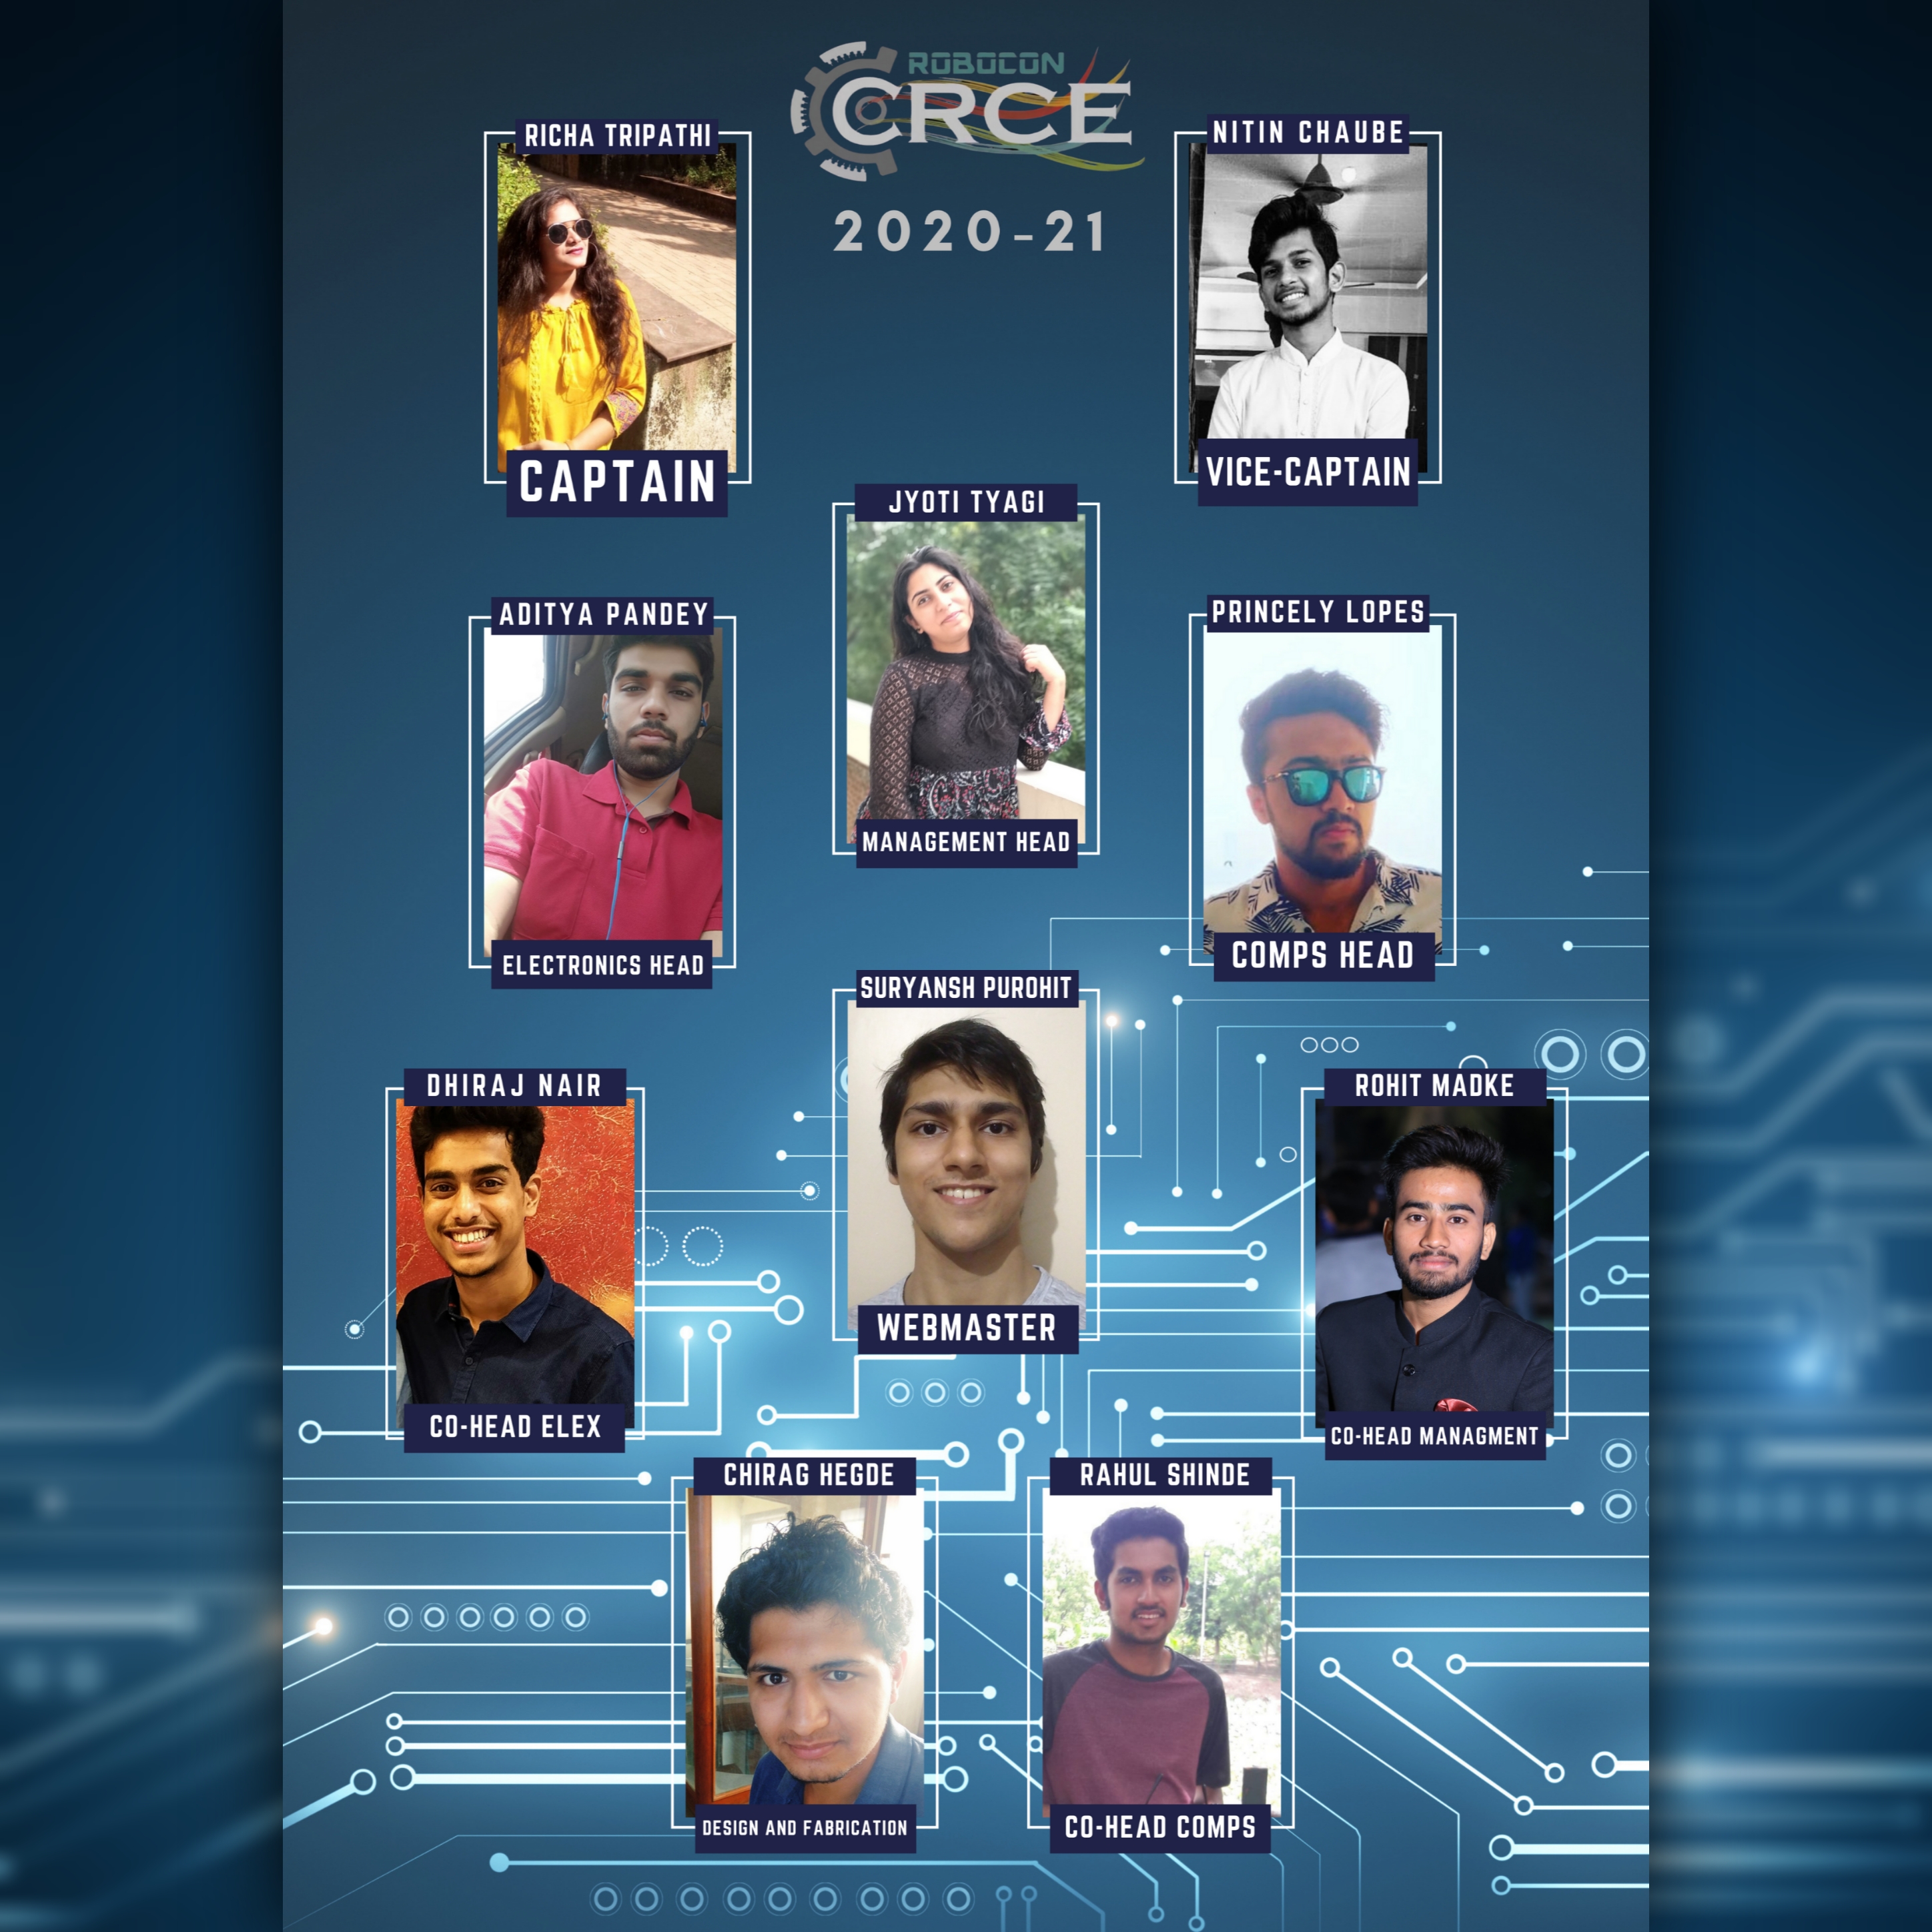 ROBOCON
CRCE
2020-21
RICHA TRIPATHI
CAPTAIN
NITIN CHAUBE
VICE-CAPTAIN
JYOTI TYAGI
MANAGEMENT HEAD
ADITYA PANDEY
ELECTRONICS HEAD
PRINCELY LOPES
COMPS HEAD
SURYANSH PUROHIT
WEBMASTER
DHIRAJ NAIR
CO-HEAD ELEX
ROHIT MADKE
CO-HEAD MANAGMENT
CHIRAG HEGDE
DESIGN AND FABRICATION
RAHUL SHINDE
CO-HEAD COMPS